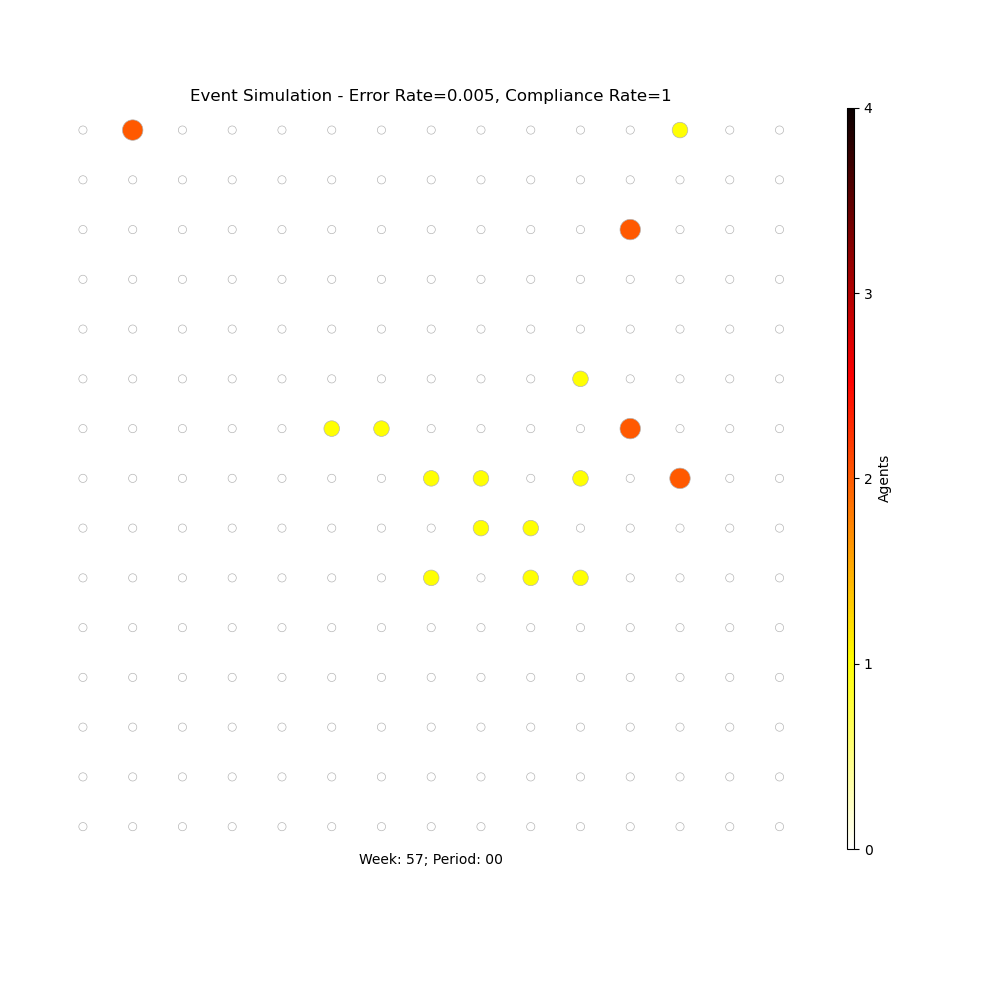 Event Simulation - Error Rate=0.005, Compliance Rate=1
4
3
2
1
0
Agents
Week: 57; Period: 00